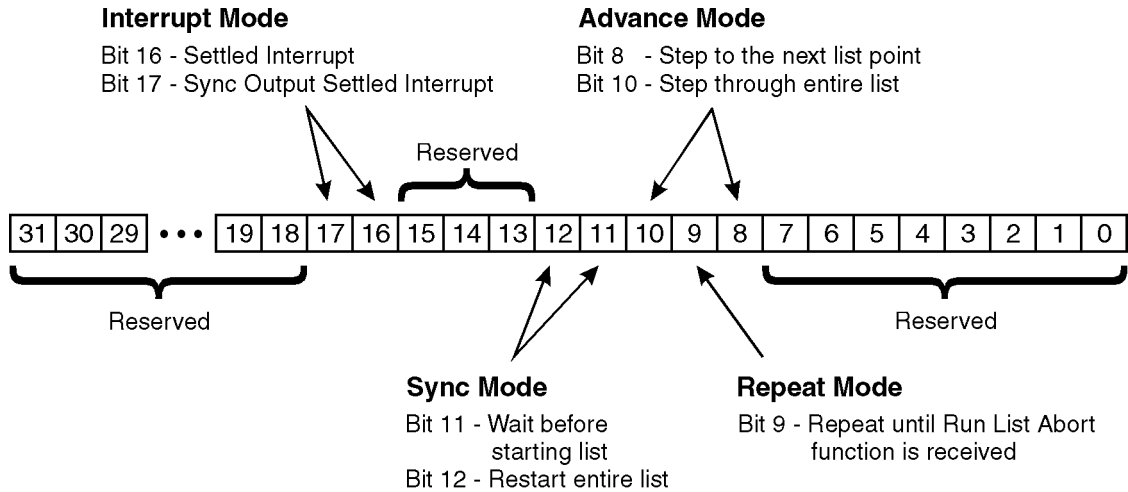 Interrupt Mode
Bit 16 - Settled Interrupt
Bit 17 - Sync Output Settled Interrupt
Advance Mode
Bit 8 - Step to the next list point
Bit 10 - Step through entire list
Reserved
31 30 29 ••• 19 18 17 16 15 14 13 12 11 10 9 8 7 6 5 4 3 2 1 0
Reserved
Reserved
Sync Mode
Bit 11 - Wait before
starting list
Bit 12 - Restart entire list
Repeat Mode
Bit 9 - Repeat until Run List Abort
function is received